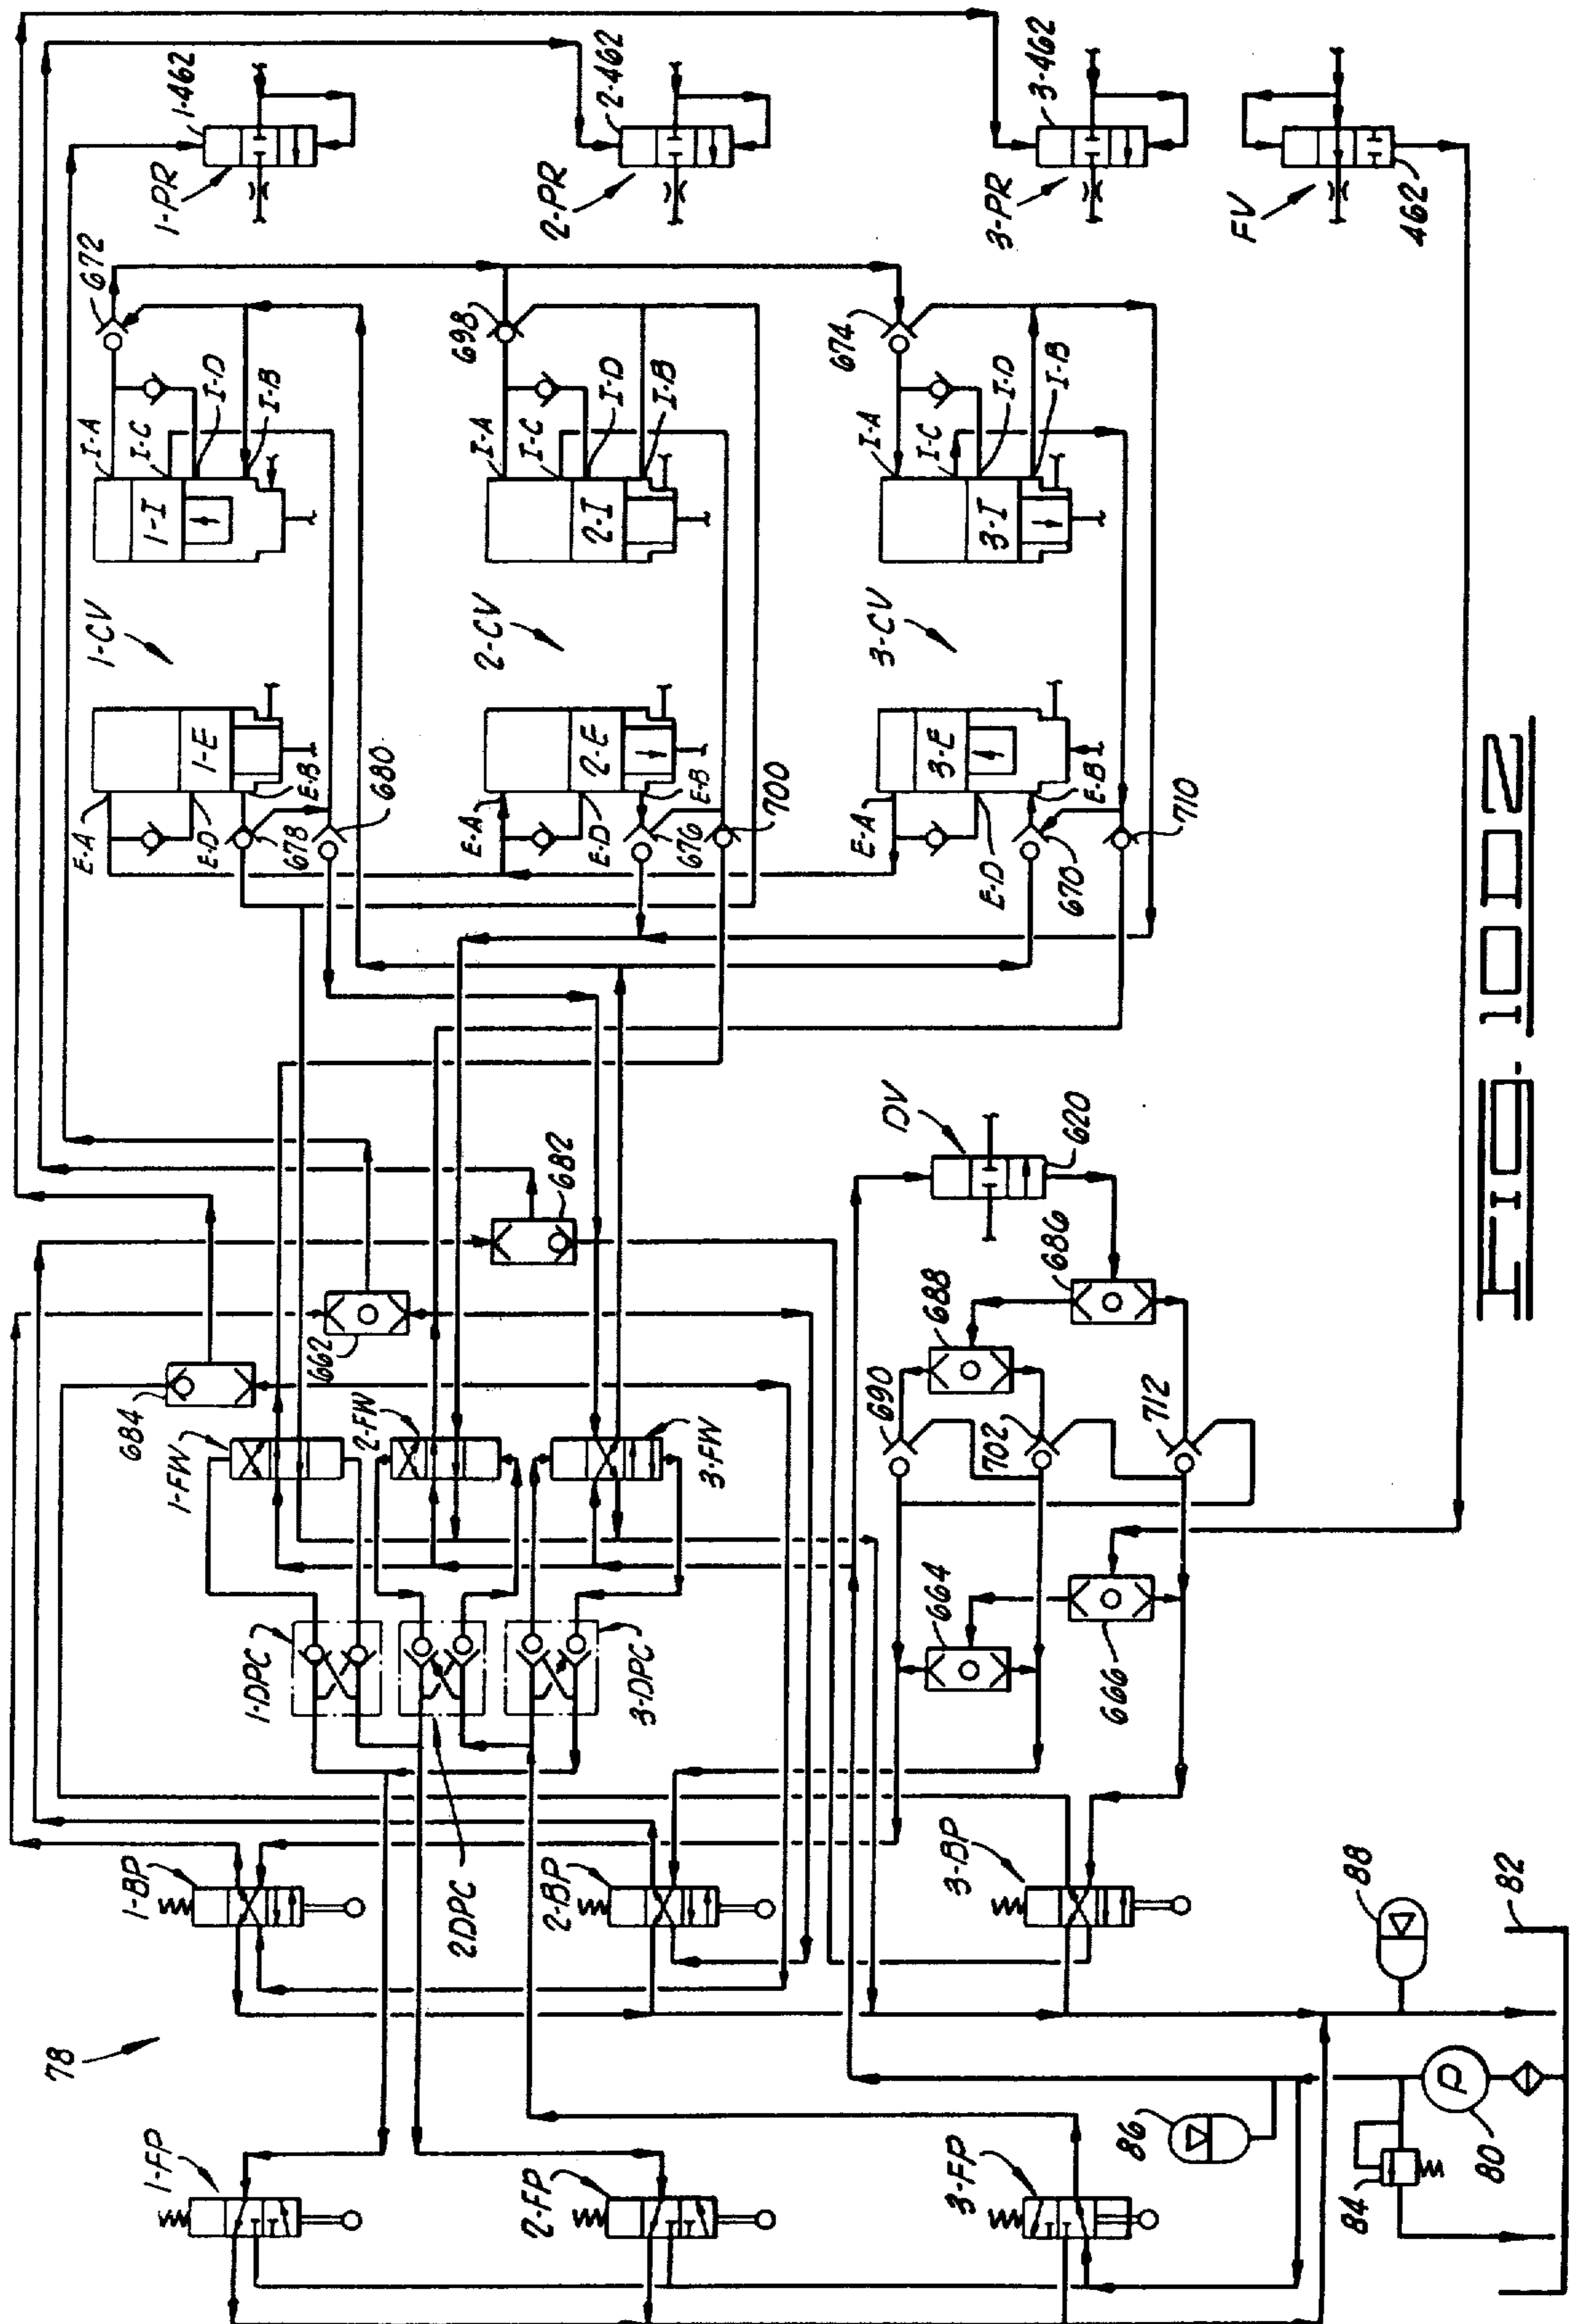 1-462
1-PR
2-462
2-PR
3-462
3-PR
FV
462
672
I-A
I-C
I-D
I-B
1-I
1-CV
1-E
E-A
E-D
E-B
678
680
698
I-A
I-C
I-D
I-B
2-I
2-CV
2-E
E-A
E-D
E-B
676
700
674
I-A
I-C
I-D
I-B
3-I
3-CV
3-E
E-A
E-D
E-B
670
710
682
662
684
1-FW
2-FW
3-FW
DV
620
686
688
690
702
712
664
666
1-DPC
2DPC
3-DPC
1-BP
2-BP
3-BP
78
1-FP
2-FP
3-FP
86
88
82
P
80
84
FIG. 10D2